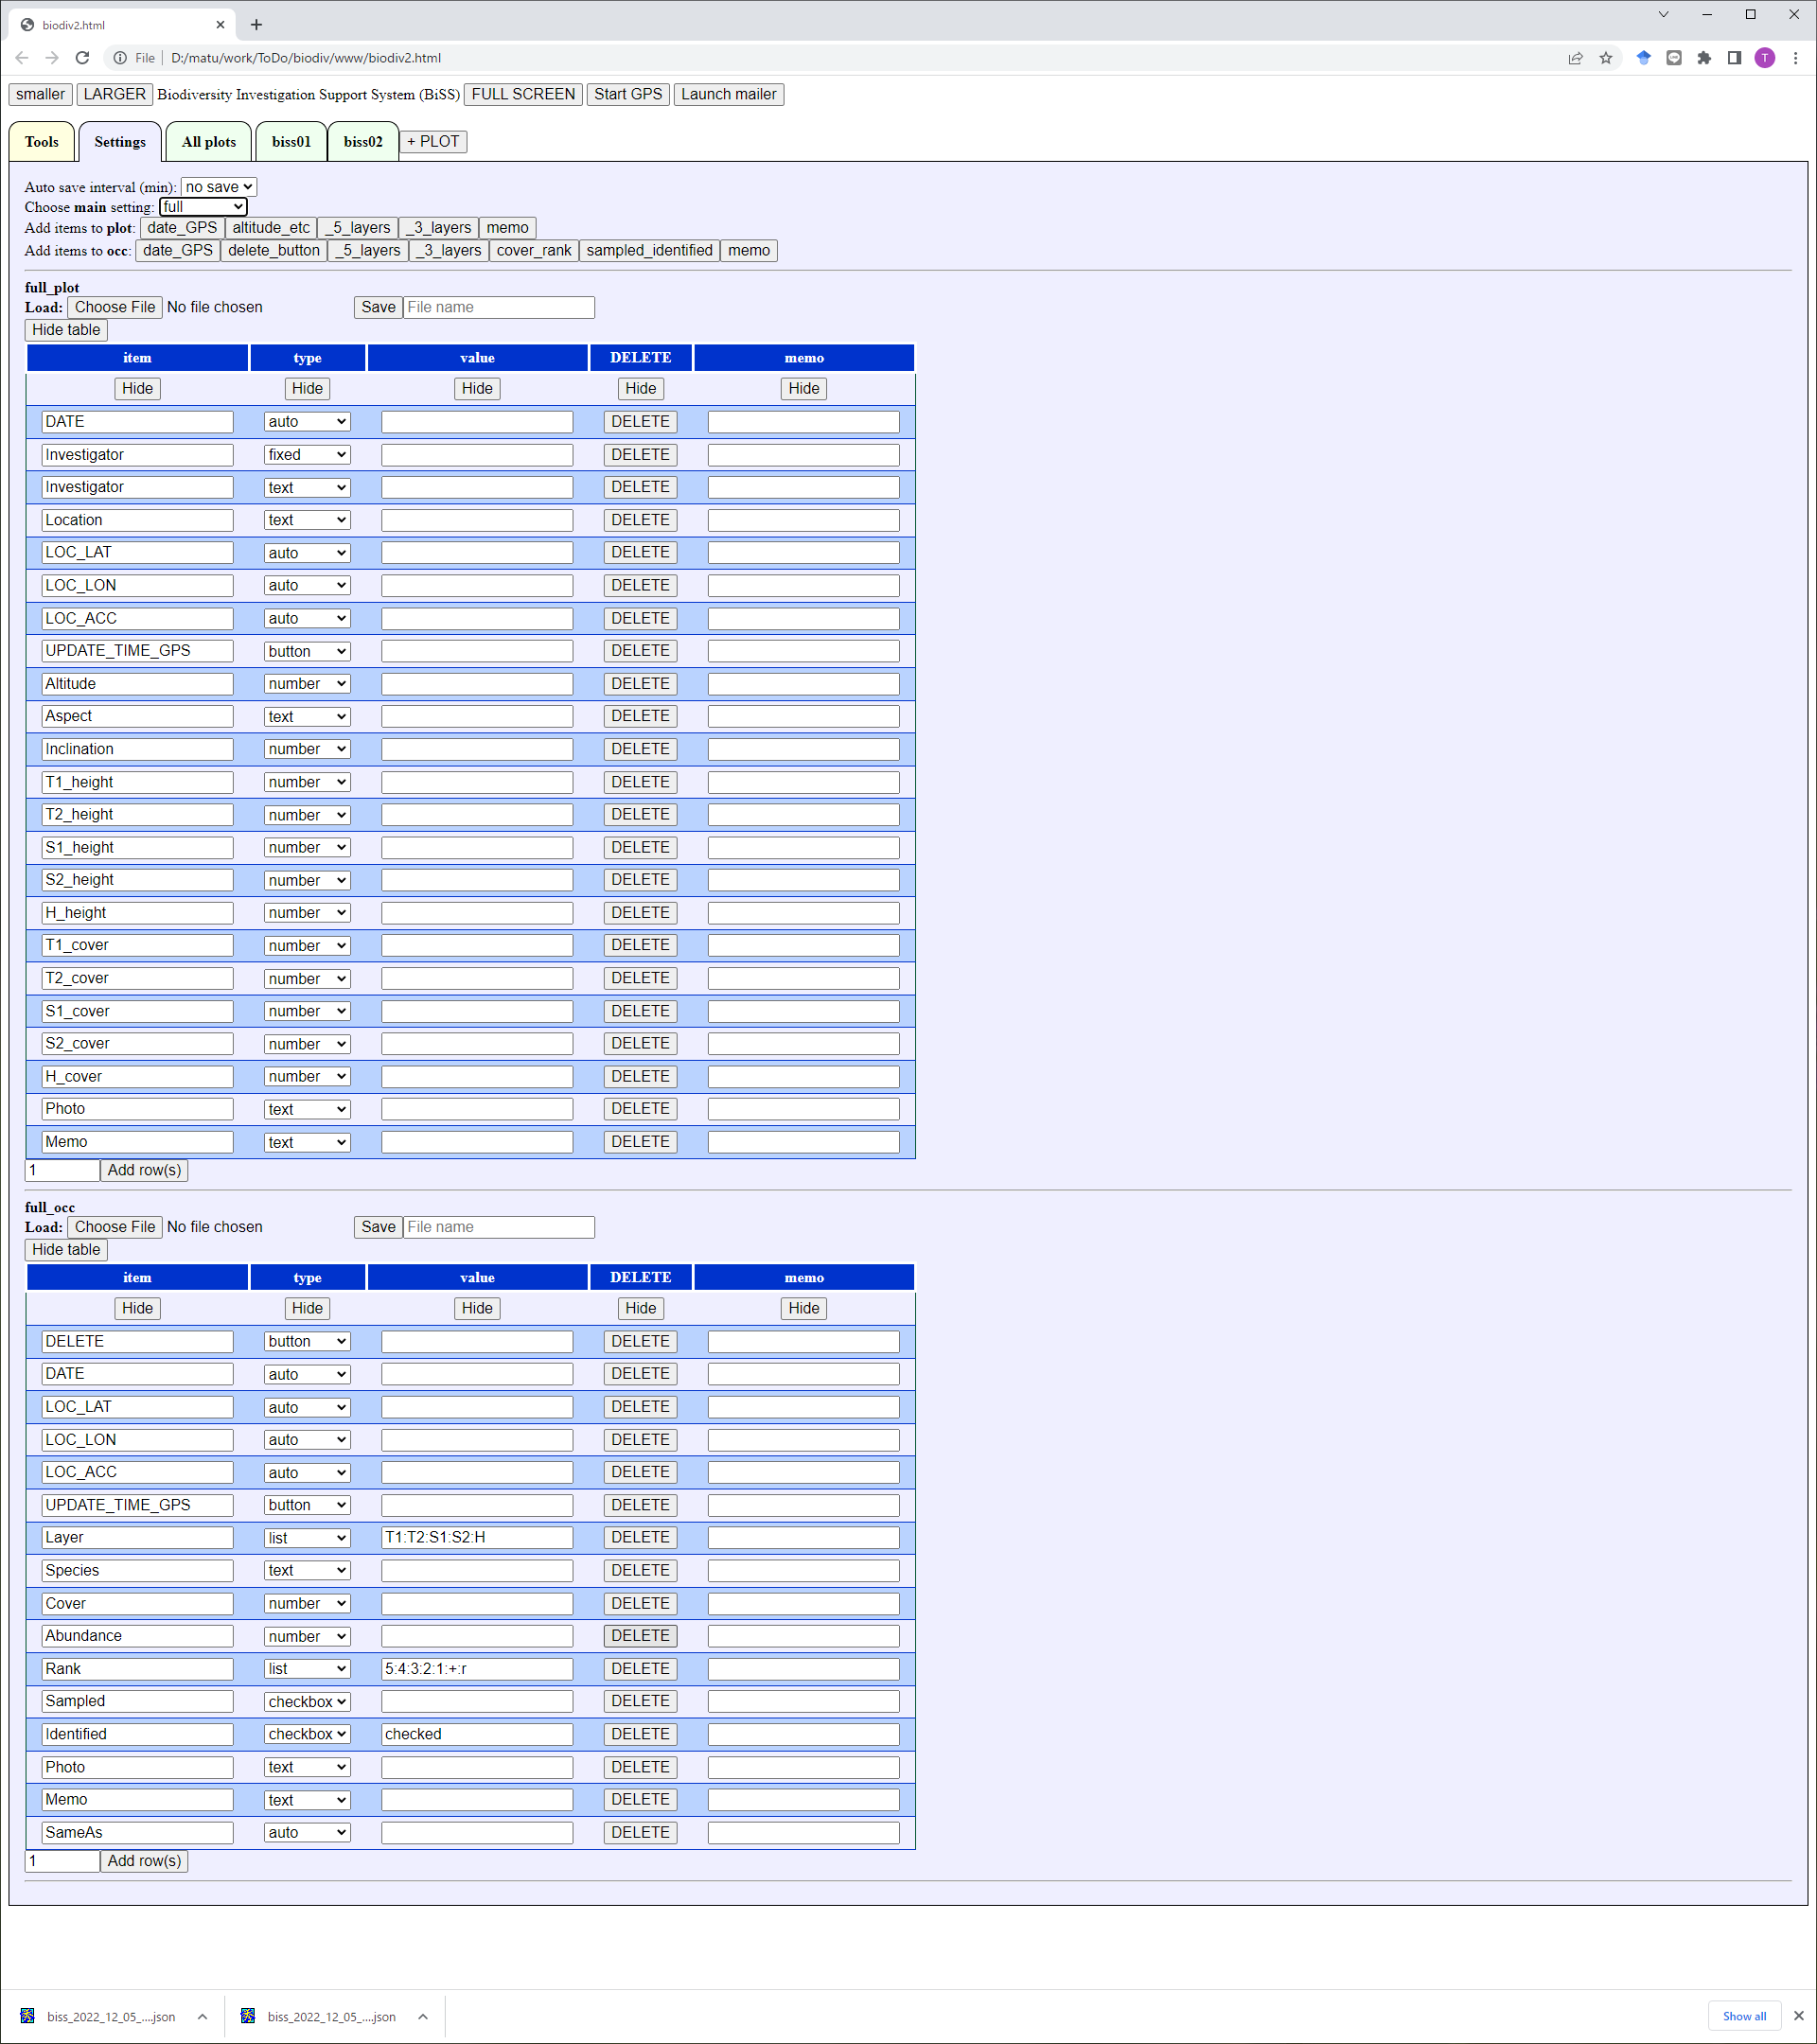 biodiv2.html
File D:/matu/work/ToDo/biodiv/www/biodiv2.html
T
smaller LARGER Biodiversity Investigation Support System (BiSS) FULL SCREEN Start GPS Launch mailer
Tools Settings All plots biss01 biss02 + PLOT
Auto save interval (min): no save
Choose main setting: full
Add items to plot: date_GPS altitude_etc _5_layers _3_layers memo
Add items to occ: date_GPS delete_button _5_layers _3_layers cover_rank sampled_identified memo
full_plot
Load: Choose File No file chosen Save File name
Hide table
item type value DELETE memo
Hide Hide Hide Hide Hide
DATE auto DELETE
Investigator fixed DELETE
Investigator text DELETE
Location text DELETE
LOC_LAT auto DELETE
LOC_LON auto DELETE
LOC_ACC auto DELETE
UPDATE_TIME_GPS button DELETE
Altitude number DELETE
Aspect text DELETE
Inclination number DELETE
T1_height number DELETE
T2_height number DELETE
S1_height number DELETE
S2_height number DELETE
H_height number DELETE
T1_cover number DELETE
T2_cover number DELETE
S1_cover number DELETE
S2_cover number DELETE
H_cover number DELETE
Photo text DELETE
Memo text DELETE
1 Add row(s)
full_occ
Load: Choose File No file chosen Save File name
Hide table
item type value DELETE memo
Hide Hide Hide Hide Hide
DELETE button DELETE
DATE auto DELETE
LOC_LAT auto DELETE
LOC_LON auto DELETE
LOC_ACC auto DELETE
UPDATE_TIME_GPS button DELETE
Layer list T1:T2:S1:S2:H DELETE
Species text DELETE
Cover number DELETE
Abundance number DELETE
Rank list 5:4:3:2:1:+:r DELETE
Sampled checkbox DELETE
Identified checkbox checked DELETE
Photo text DELETE
Memo text DELETE
SameAs auto DELETE
1 Add row(s)
biss_2022_12_05_....json biss_2022_12_05_....json Show all